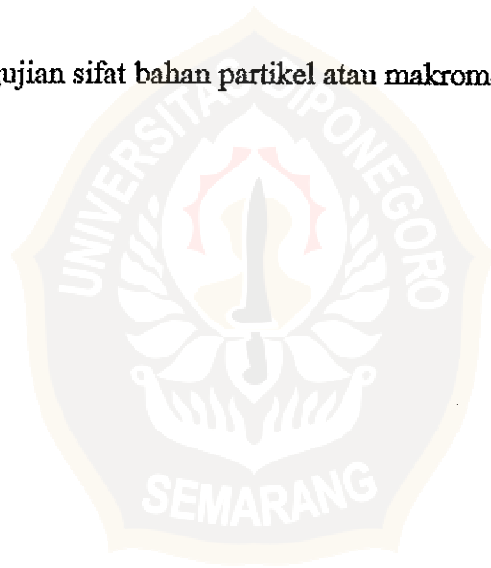 ujian sifat bahan partikel atau makrom
UNIVERSITAS DIPONEGORO
SEMARANG